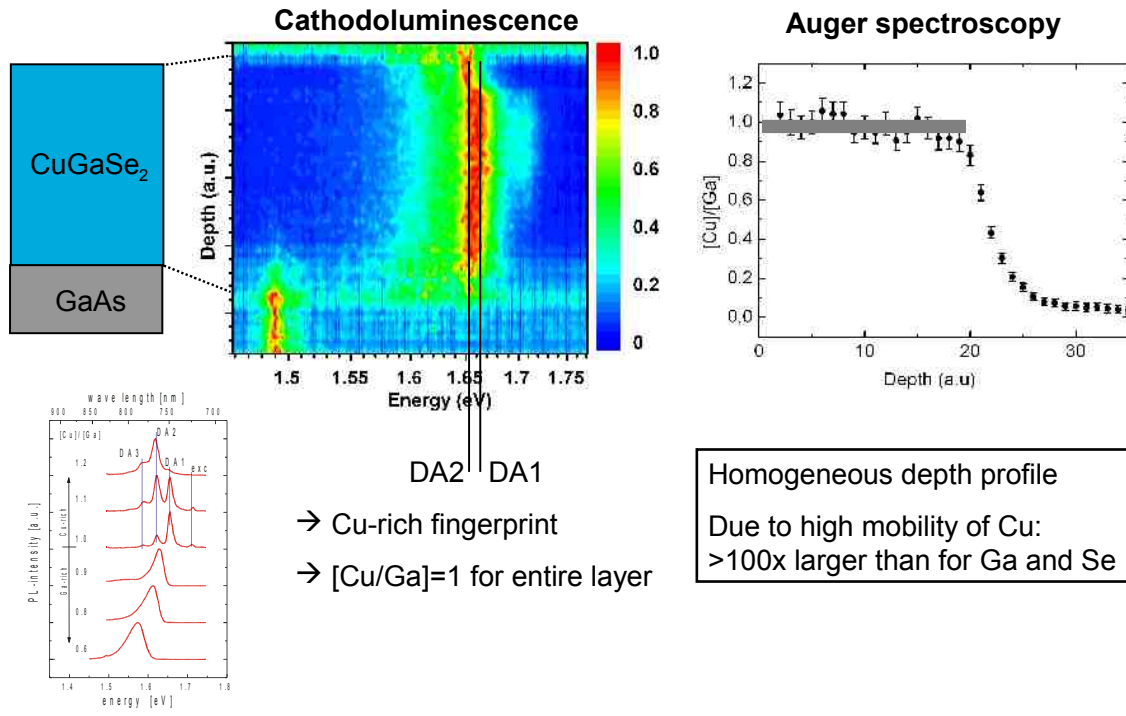 Cathodoluminescence
CuGaSe2
GaAs
Depth (a.u.)
1.5 1.55 1.6 1.65 1.7 1.75
Energy (eV)
1.0
0.8
0.6
0.4
0.2
0
DA2 DA1
→ Cu-rich fingerprint
→ [Cu/Ga]=1 for entire layer
Auger spectroscopy
[Cu]/[Ga]
1.2
1.0
0.8
0.6
0.4
0.2
0.0
0 10 20 30
Depth (a.u)
Homogeneous depth profile
Due to high mobility of Cu:
>100x larger than for Ga and Se
wave length [nm]
900 850 800 750 700
[Cu]/[Ga]
DA3 DA2 DA1 exc
1.2
1.1
1.0
0.9
0.8
0.6
Cu-rich
Ga-rich
PL-intensity [a.u.]
1.4 1.5 1.6 1.7 1.8
energy [eV]